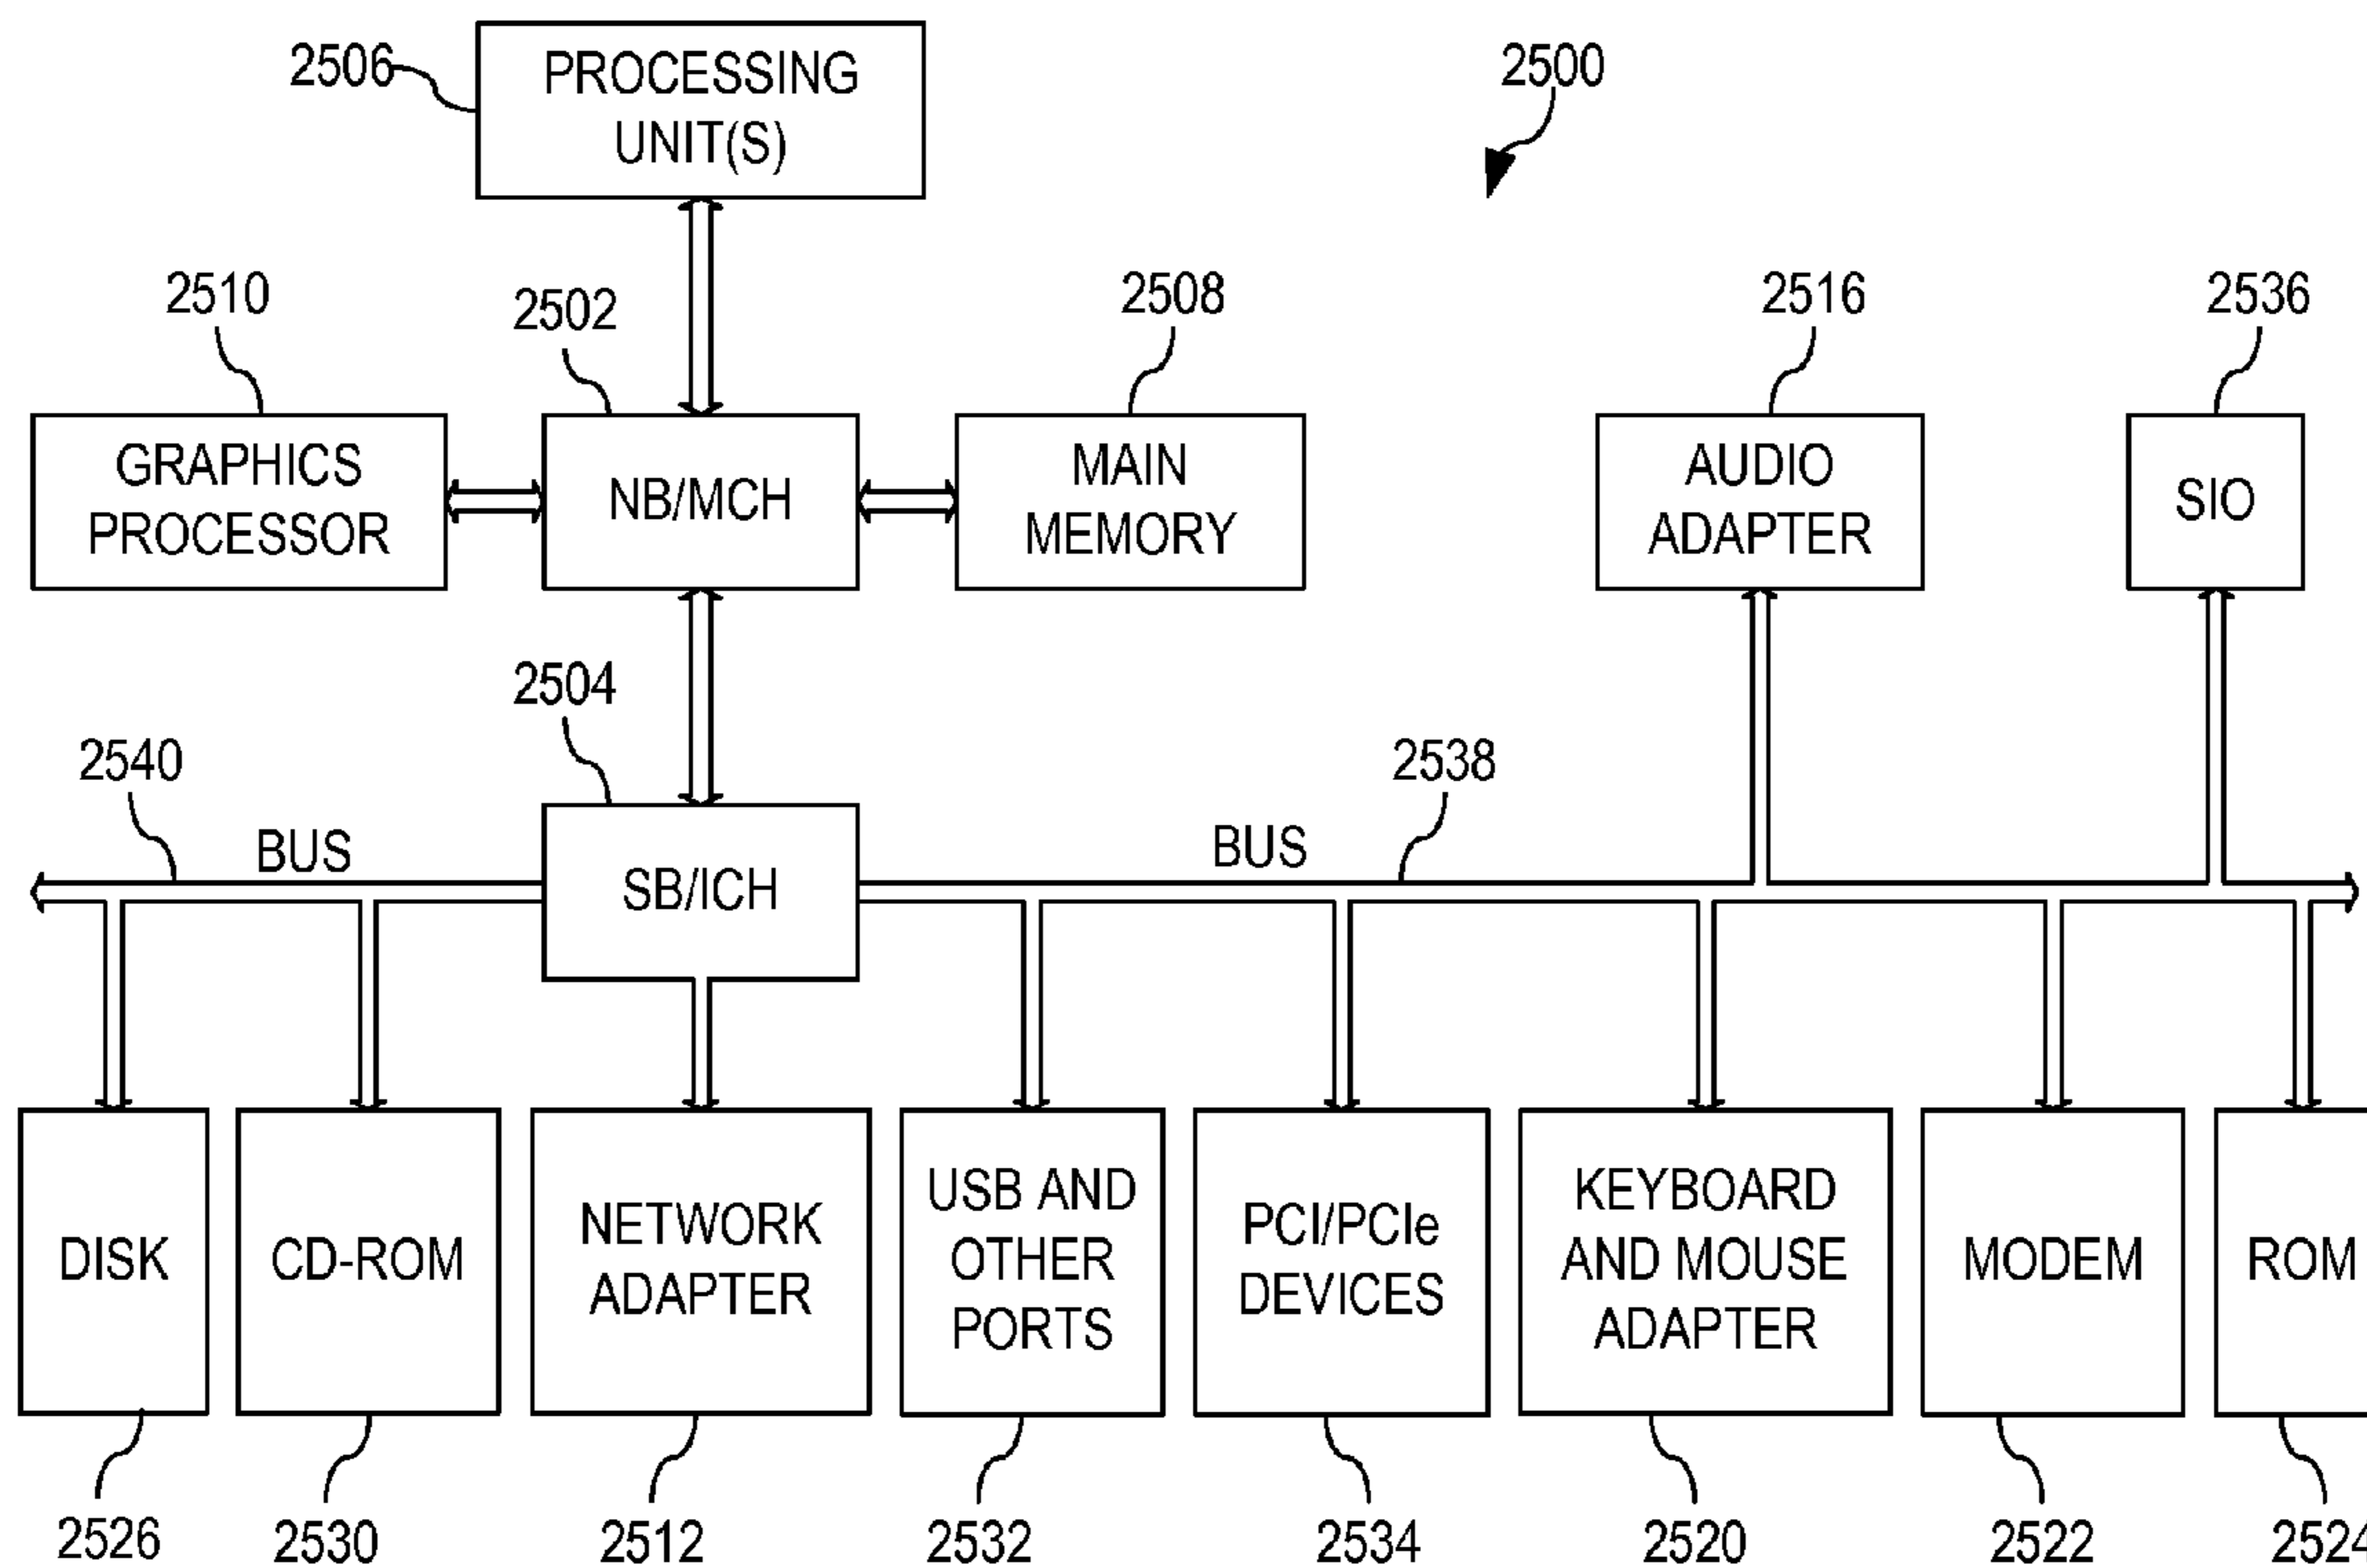 2506
PROCESSING
UNIT(S)
2500
2510
2502
2508
2516
2536
GRAPHICS
PROCESSOR
NB/MCH
MAIN
MEMORY
AUDIO
ADAPTER
SIO
2504
2540
2538
BUS
SB/ICH
BUS
DISK
CD-ROM
NETWORK
ADAPTER
USB AND
OTHER
PORTS
PCI/PCIe
DEVICES
KEYBOARD
AND MOUSE
ADAPTER
MODEM
ROM
2526
2530
2512
2532
2534
2520
2522
2524